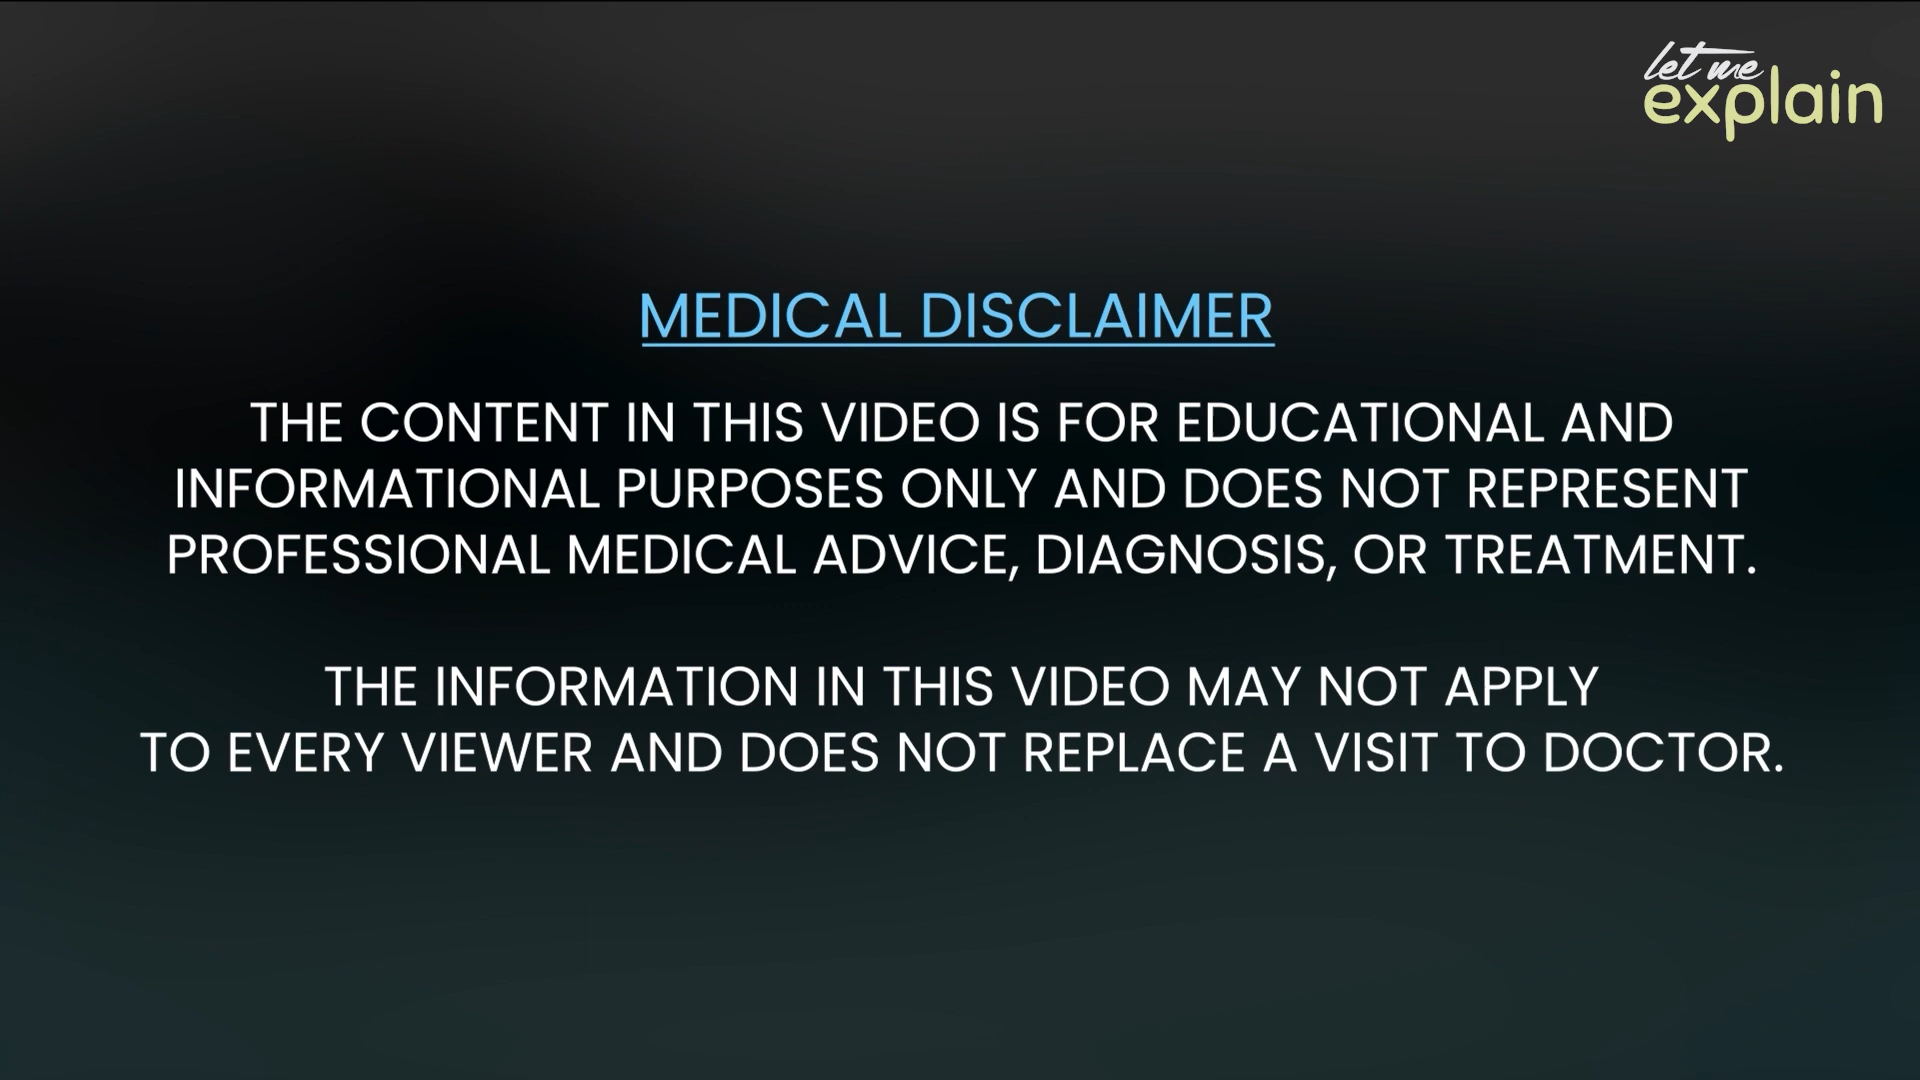 let me
explain
MEDICAL DISCLAIMER
THE CONTENT IN THIS VIDEO IS FOR EDUCATIONAL AND
INFORMATIONAL PURPOSES ONLY AND DOES NOT REPRESENT
PROFESSIONAL MEDICAL ADVICE, DIAGNOSIS, OR TREATMENT.
THE INFORMATION IN THIS VIDEO MAY NOT APPLY
TO EVERY VIEWER AND DOES NOT REPLACE A VISIT TO DOCTOR.